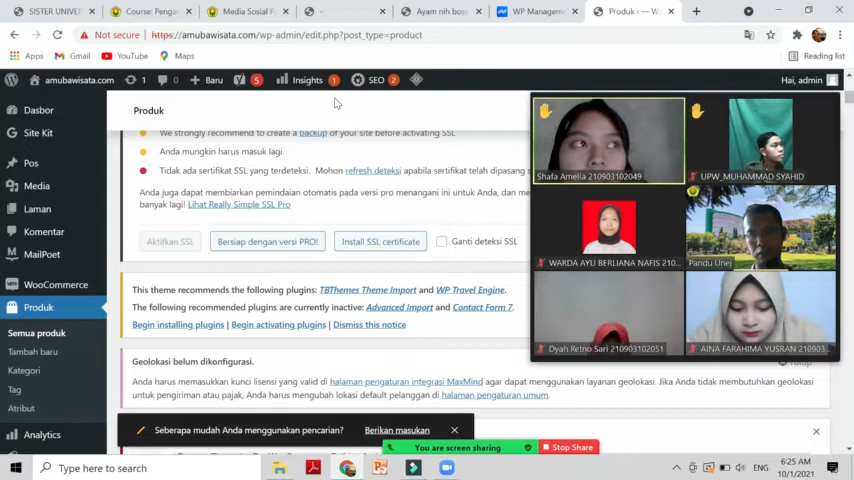 SISTER UNIVER
Course: Pengan
Media Sosial P
-
Ayam nih bos
WP Managem
Produk ‹ W
Not secure
https://amubawisata.com/wp-admin/edit.php?post_type=product
Apps
Gmail
YouTube
Maps
Reading list
amubawisata.com
1
0
+ Baru
5
Insights
1
SEO
2
Hai, admin
Dasbor
Site Kit
Pos
Media
Laman
Komentar
MailPoet
WooCommerce
Produk
Semua produk
Tambah baru
Kategori
Tag
Atribut
Analytics
Produk
We strongly recommend to create a backup of your site before activating SSL
Anda mungkin harus masuk lagi.
Tidak ada sertifikat SSL yang terdeteksi. Mohon refresh deteksi apabila sertifikat telah dipasang
Anda juga dapat membiarkan pemindaian otomatis pada versi pro menangani ini untuk Anda, dan me
banyak lagi! Lihat Really Simple SSL Pro
Aktifkan SSL
Bersiap dengan versi PRO!
Install SSL certificate
Ganti deteksi SSL
This theme recommends the following plugins: TBThemes Theme Import and WP Travel Engine.
The following recommended plugins are currently inactive: Advanced Import and Contact Form 7.
Begin installing plugins | Begin activating plugins | Dismiss this notice
Geolokasi belum dikonfigurasi.
Anda harus memasukkan kunci lisensi yang valid di halaman pengaturan integrasi MaxMind agar dapat menggunakan layanan geolokasi. Jika Anda tidak membutuhkan geolokasi
untuk pengiriman atau pajak, Anda harus mengubah lokasi default pelanggan di halaman pengaturan umum.
Seberapa mudah Anda menggunakan pencarian?
Berikan masukan
Shafa Amelia 210903102049
UPW_MUHAMMAD SYAHID
WARDA AYU BERLIANA NAFIS 210...
Pandu Unej
Dyah Retno Sari 210903102051
AINA FARAHIMA YUSRAN 210903...
You are screen sharing
Stop Share
Type here to search
ENG
6:25 AM
10/1/2021